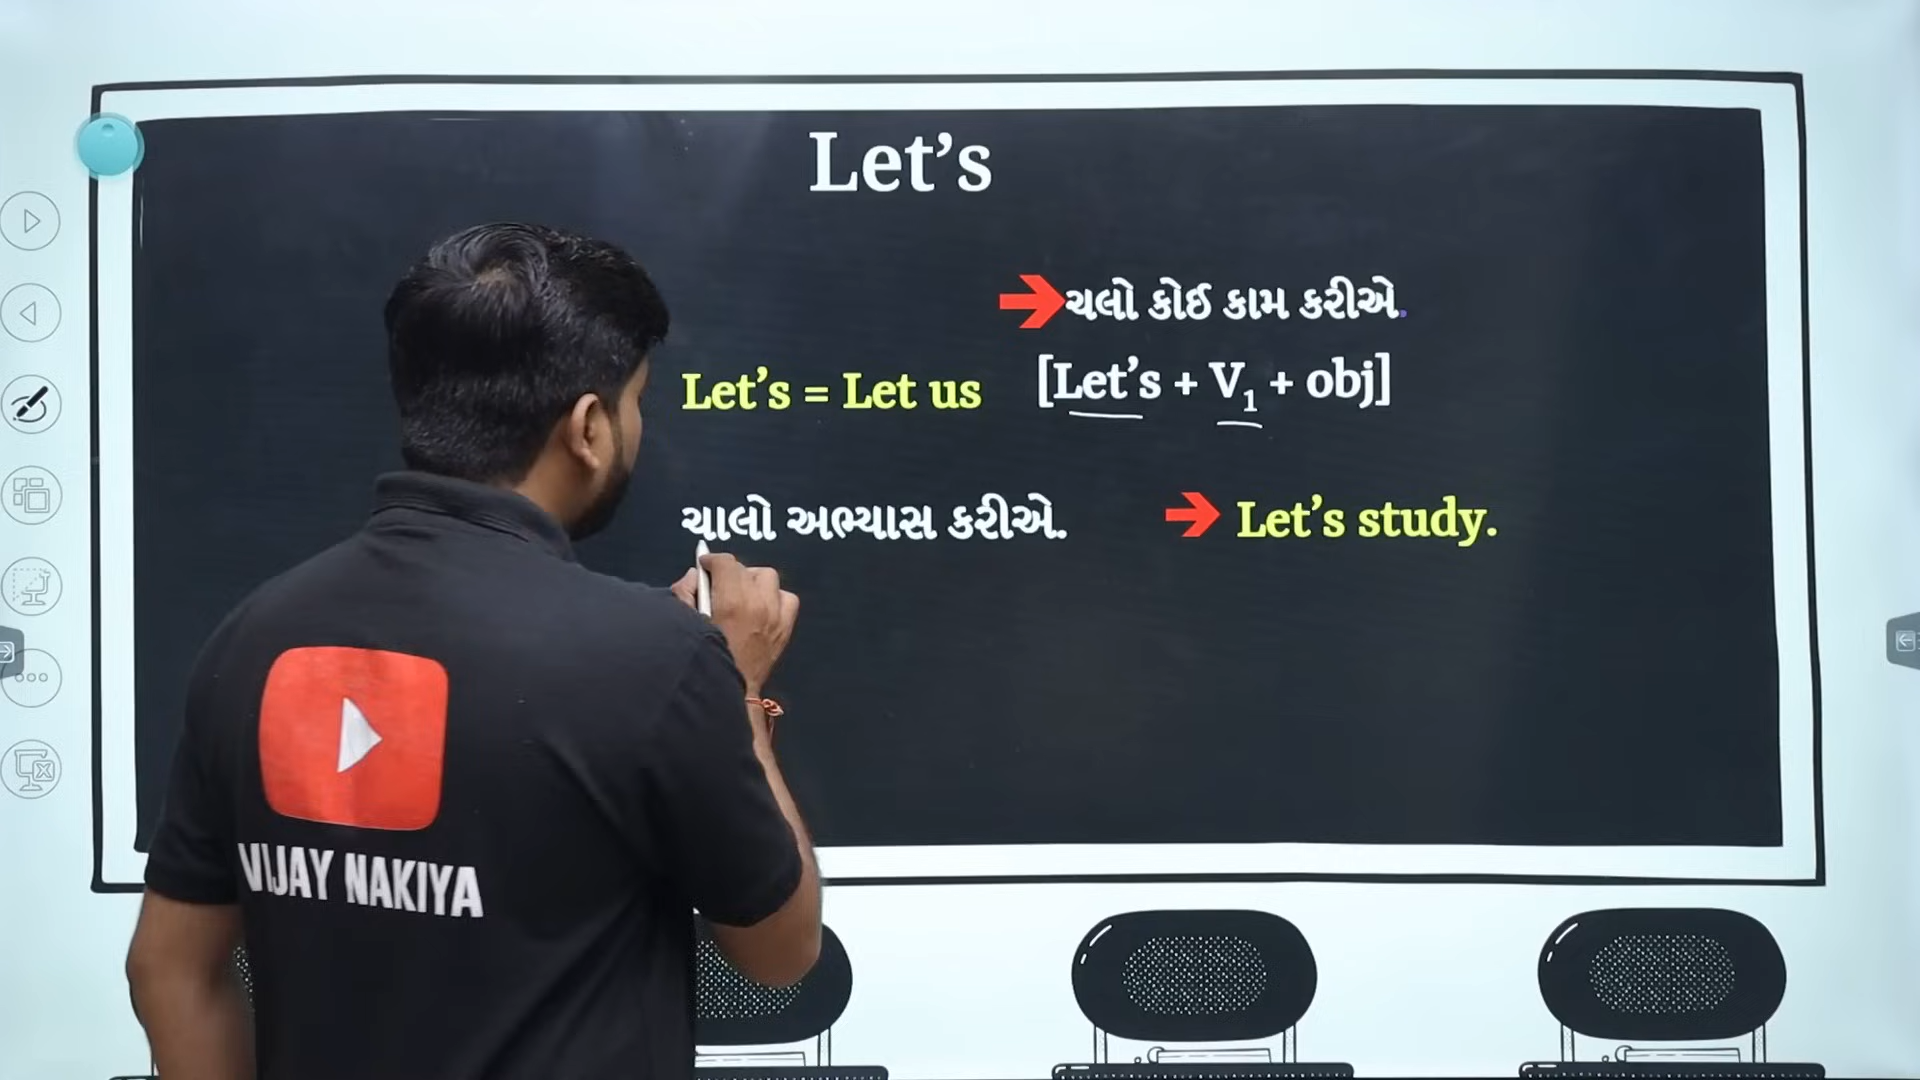 Let’s
ચલો કોઈ કામ કરીએ.
Let’s = Let us [Let’s + V₁ + obj]
ચાલો અભ્યાસ કરીએ. Let’s study.
VIJAY NAKIYA